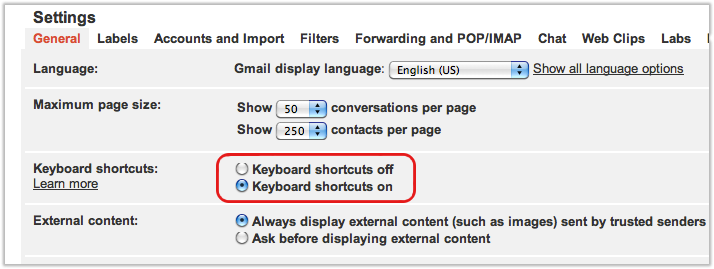 Settings
General Labels Accounts and Import Filters Forwarding and POP/IMAP Chat Web Clips Labs
Language: Gmail display language: English (US) Show all language options
Maximum page size: Show 50 conversations per page
Show 250 contacts per page
Keyboard shortcuts: Keyboard shortcuts off
Learn more Keyboard shortcuts on
External content: Always display external content (such as images) sent by trusted senders
Ask before displaying external content